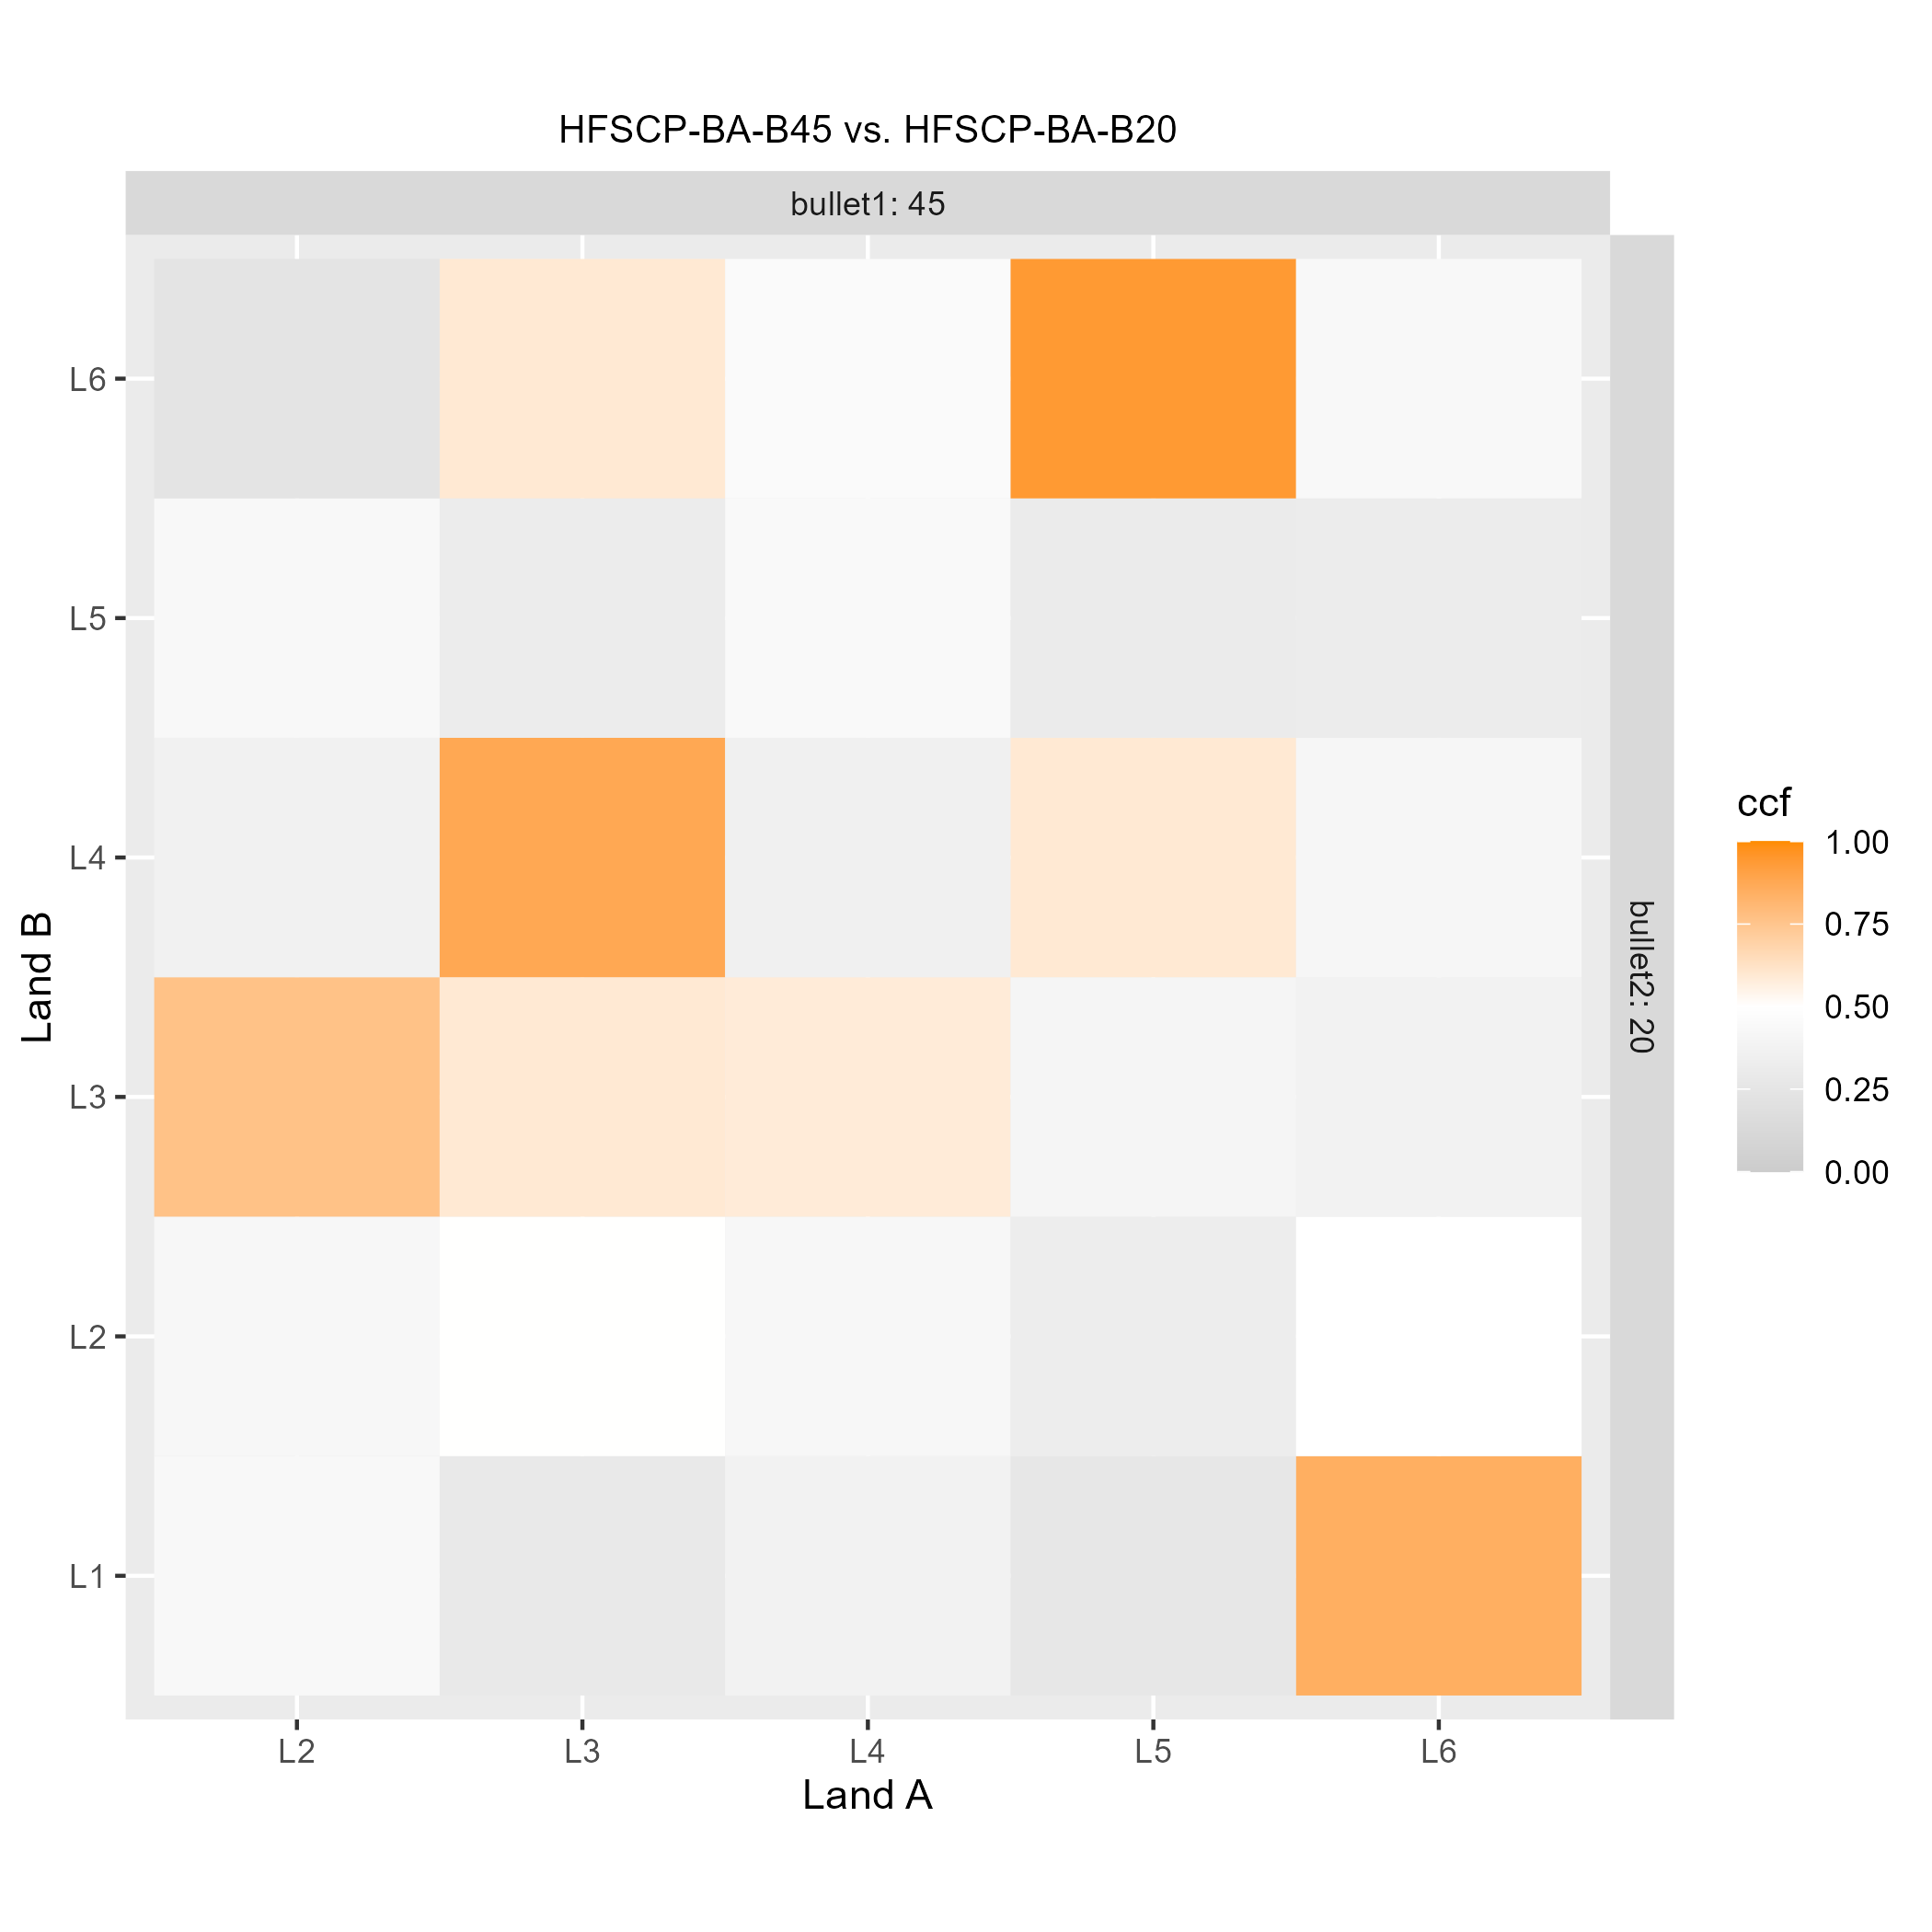 HFSCP-BA-B45 vs. HFSCP-BA-B20
bullet1: 45
L6
L5
L4
L3
L2
L1
Land B
bullet2: 20
L2 L3 L4 L5 L6
Land A
ccf
1.00
0.75
0.50
0.25
0.00